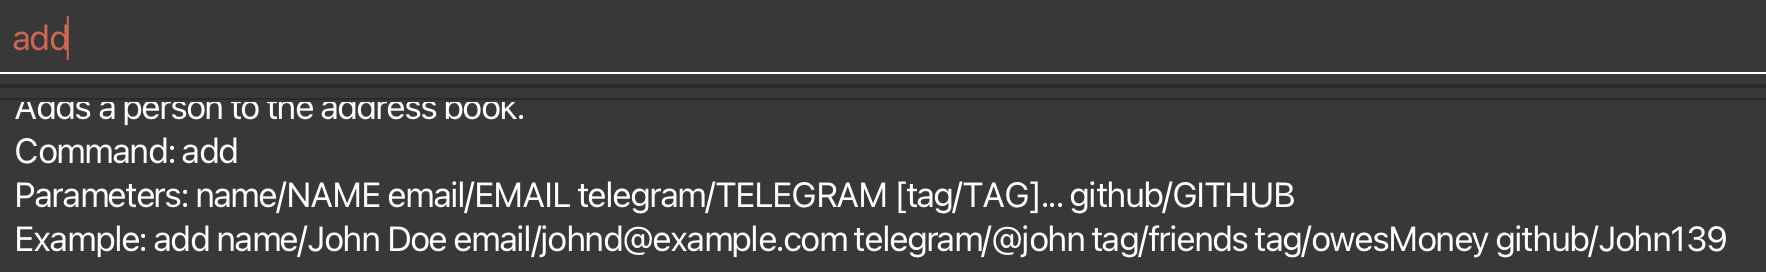 add
Adds a person to the address book.
Command: add
Parameters: name/NAME email/EMAIL telegram/TELEGRAM [tag/TAG]... github/GITHUB
Example: add name/John Doe email/johnd@example.com telegram/@john tag/friends tag/owesMoney github/John139